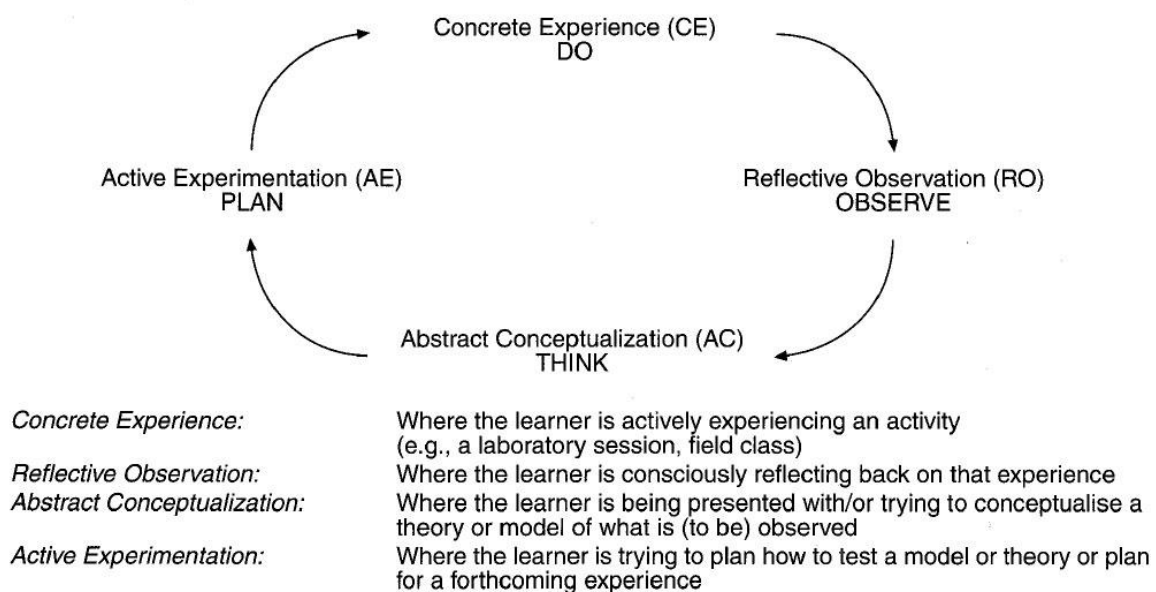 Concrete Experience (CE)
DO
Active Experimentation (AE)
PLAN
Reflective Observation (RO)
OBSERVE
Abstract Conceptualization (AC)
THINK
Concrete Experience: Where the learner is actively experiencing an activity
(e.g., a laboratory session, field class)
Reflective Observation: Where the learner is consciously reflecting back on that experience
Abstract Conceptualization: Where the learner is being presented with/or trying to conceptualise a
theory or model of what is (to be) observed
Active Experimentation: Where the learner is trying to plan how to test a model or theory or plan
for a forthcoming experience